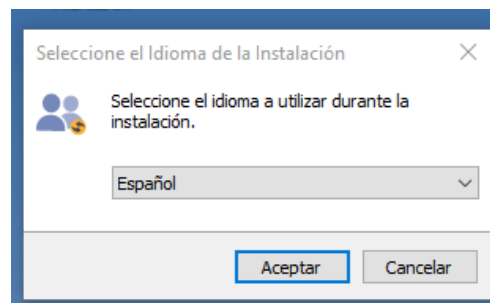 Seleccione el Idioma de la Instalación
Seleccione el idioma a utilizar durante la
instalación.
Español
Aceptar Cancelar